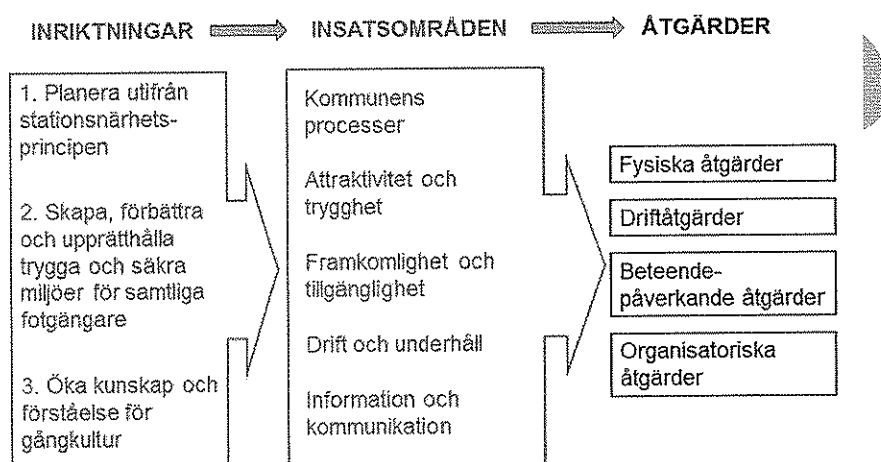 INRIKTNINGAR
INSATSOMRÅDEN
ÅTGÄRDER
1. Planera utifrån
stationsnärhets-
principen
2. Skapa, förbättra
och upprätthålla
trygga och säkra
miljöer för samtliga
fotgängare
3. Öka kunskap och
förståelse för
gångkultur
Kommunens
processer
Attraktivitet och
trygghet
Framkomlighet och
tillgänglighet
Drift och underhåll
Information och
kommunikation
Fysiska åtgärder
Driftåtgärder
Beteende-
påverkande åtgärder
Organisatoriska
åtgärder